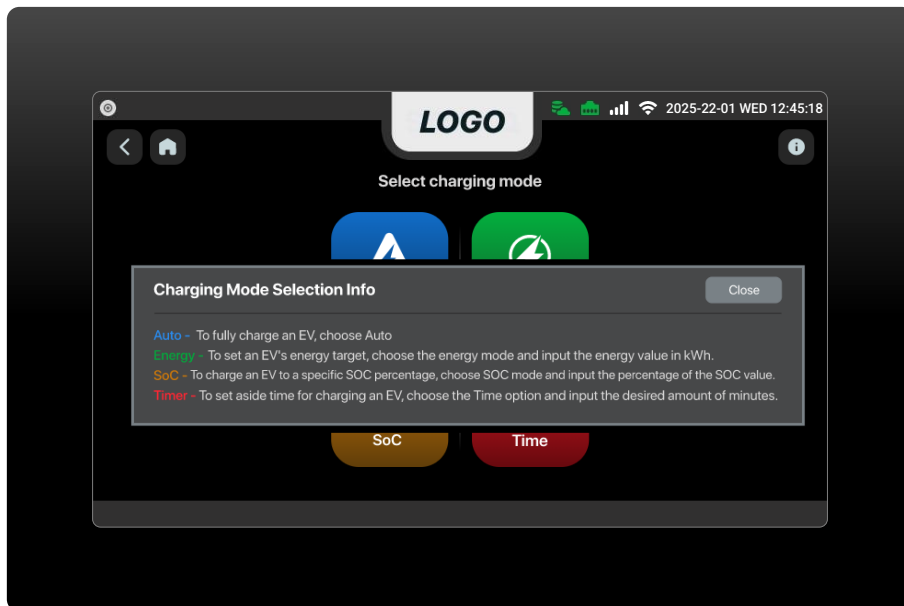 LOGO
2025-22-01 WED 12:45:18
Select charging mode
Charging Mode Selection Info
Close
Auto - To fully charge an EV, choose Auto
Energy - To set an EV's energy target, choose the energy mode and input the energy value in kWh.
SoC - To charge an EV to a specific SOC percentage, choose SOC mode and input the percentage of the SOC value.
Timer - To set aside time for charging an EV, choose the Time option and input the desired amount of minutes.
SoC
Time